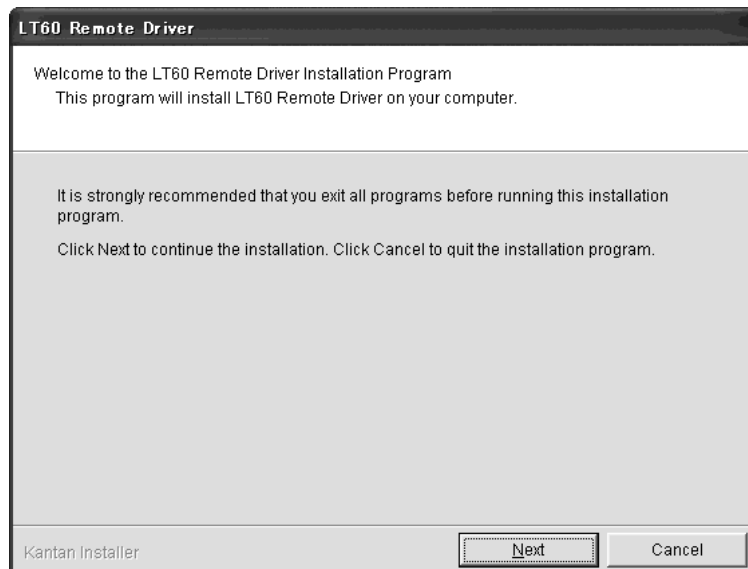 LT60 Remote Driver
Welcome to the LT60 Remote Driver Installation Program
This program will install LT60 Remote Driver on your computer.
It is strongly recommended that you exit all programs before running this installation
program.
Click Next to continue the installation. Click Cancel to quit the installation program.
Kantan Installer
Next
Cancel